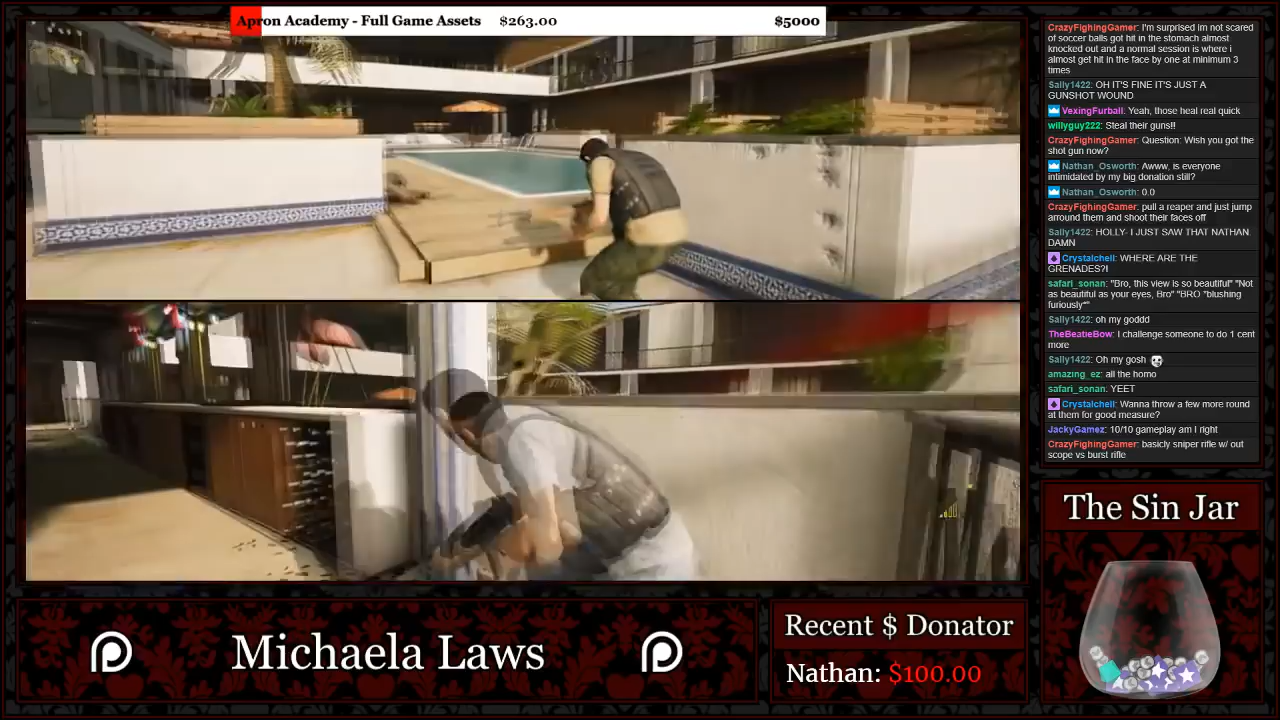 Apron Academy - Full Game Assets $263.00 $5000
CrazyFighingGamer: I'm surprised Im not scared
of soccer balls got hit in the stomach almost
knocked out and a normal session is where i
almost get hit in the face by one at minimum 3
times
Sally1422: OH IT'S FINE IT'S JUST A
GUNSHOT WOUND
VexingFurball: Yeah, those heal real quick
willyguy222: Steal their guns!!
CrazyFighingGamer: Question: Wish you got the
shot gun now?
Nathan_Osworth: Awww, is everyone
intimidated by my big donation still?
Nathan_Osworth: 0.0
CrazyFighingGamer: pull a reaper and just jump
arround them and shoot their faces off
Sally1422: HOLLY- I JUST SAW THAT NATHAN
DAMN
Crystalchell: WHERE ARE THE
GRENADES?!
safari_sonan: "Bro, this view is so beautiful" "Not
as beautiful as your eyes, Bro" "BRO *blushing
furiously*"
Sally1422: oh my goddd
TheBeatieBow: I challenge someone to do 1 cent
more
Sally1422: Oh my gosh
amazing_ez: all the homo
safari_sonan: YEET
Crystalchell: Wanna throw a few more round
at them for good measure?
JackyGamez: 10/10 gameplay am I right
CrazyFighingGamer: basicly sniper rifle w/ out
scope vs burst rifle
The Sin Jar
Michaela Laws
Recent $ Donator
Nathan: $100.00